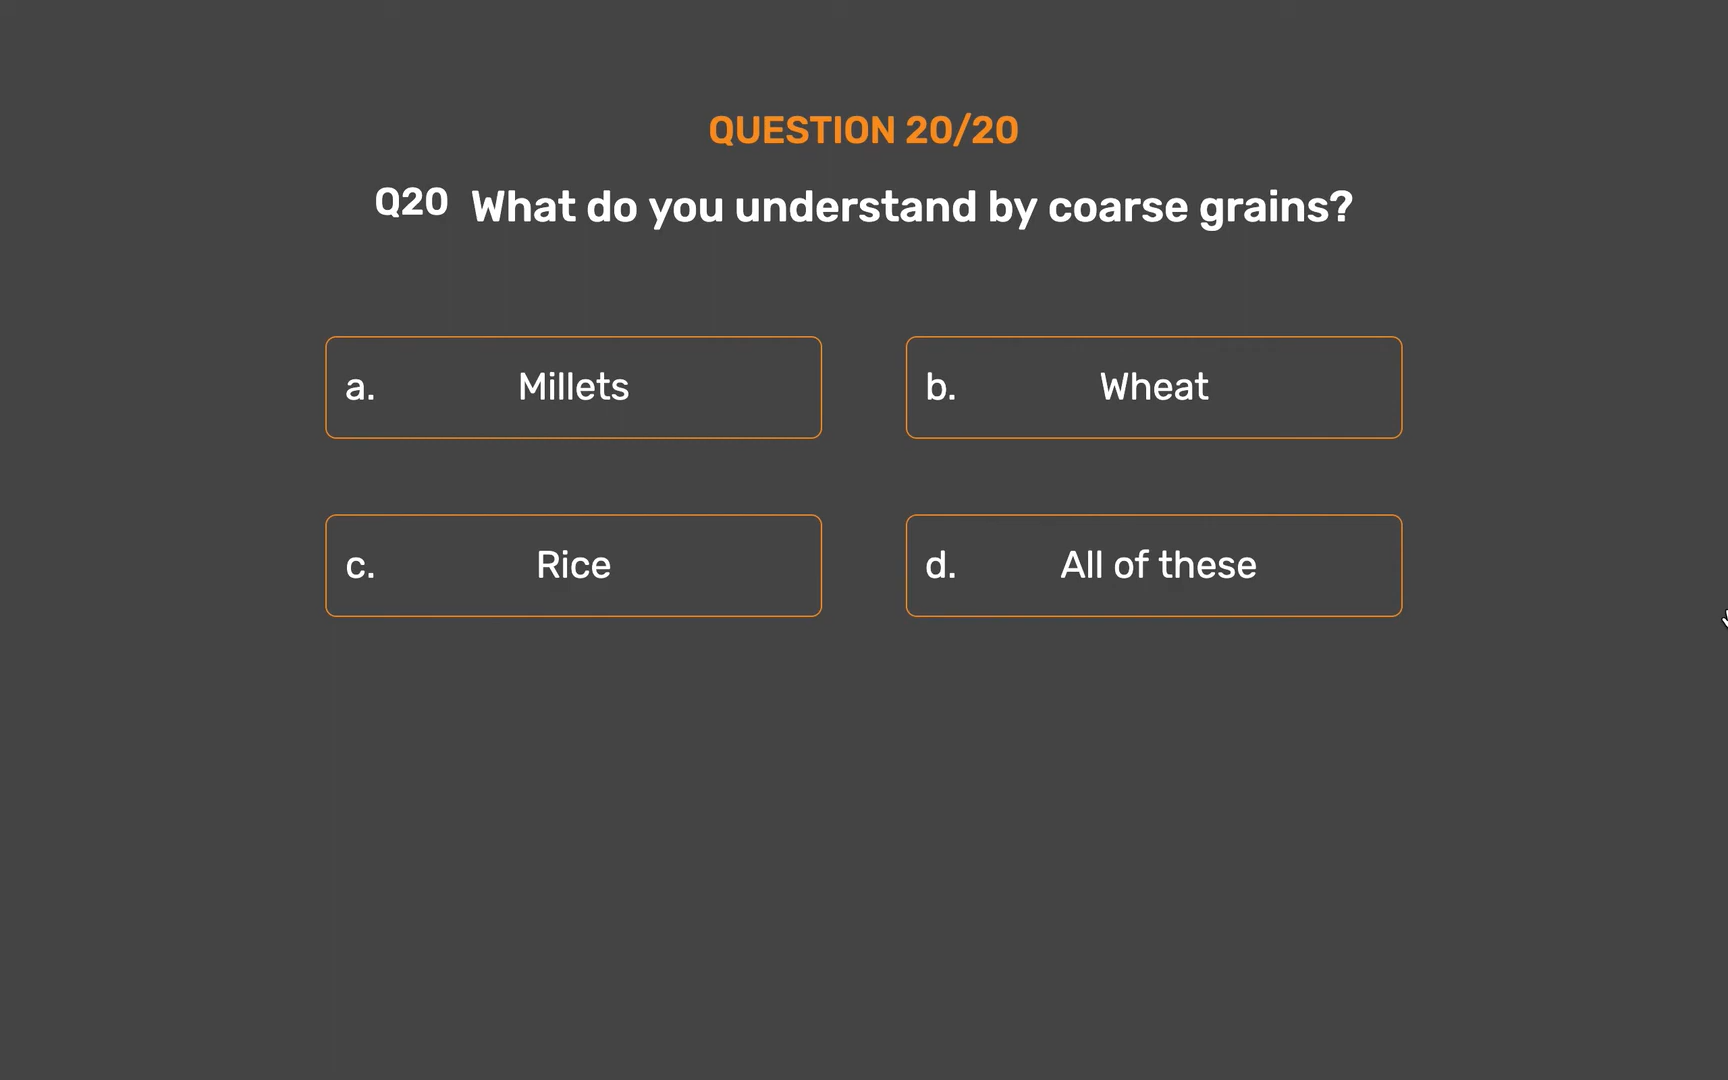 QUESTION 20/20
Q20 What do you understand by coarse grains?
a. Millets
b. Wheat
c. Rice
d. All of these